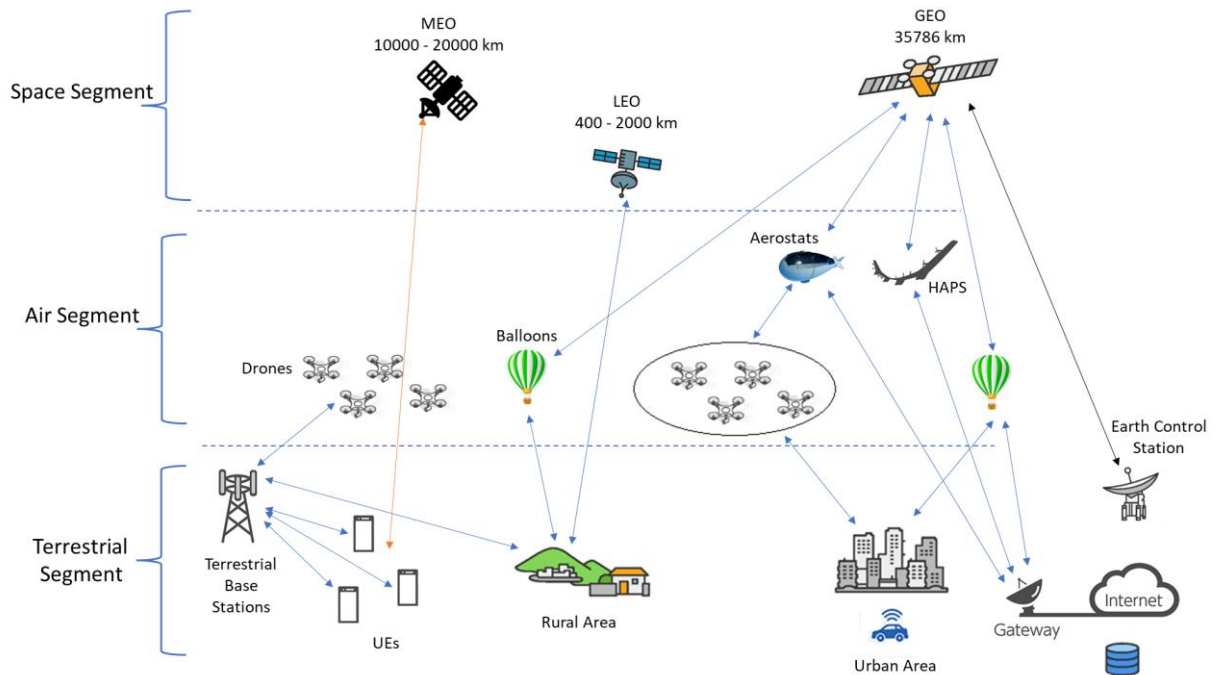 MEO
10000 - 20000 km
GEO
35786 km
Space Segment
LEO
400 - 2000 km
Aerostats
HAPS
Air Segment
Balloons
Drones
Earth Control
Station
Terrestrial
Segment
Terrestrial
Base
Stations
UEs
Rural Area
Urban Area
Gateway
Internet